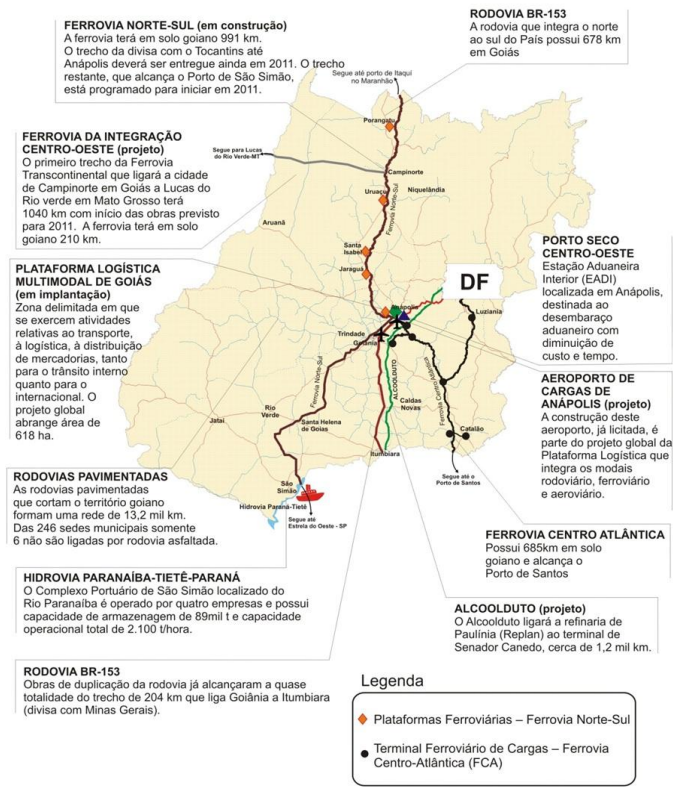 FERROVIA NORTE-SUL (em construção)
A ferrovia terá em solo goiano 991 km.
O trecho da divisa com o Tocantins até
Anápolis deverá ser entregue ainda em 2011. O trecho
restante, que alcança o Porto de São Simão,
está programado para iniciar em 2011.
RODOVIA BR-153
A rodovia que integra o norte
ao sul do País possui 678 km
em Goiás
Segue até porto de Itaqui
no Maranhão
Porangatu
FERROVIA DA INTEGRAÇÃO
CENTRO-OESTE (projeto)
O primeiro trecho da Ferrovia
Transcontinental que ligará a cidade
de Campinorte em Goiás a Lucas do
Rio verde em Mato Grosso terá
1040 km com início das obras previsto
para 2011. A ferrovia terá em solo
goiano 210 km.
Segue para Lucas
do Rio Verde-MT
Campinorte
Uruaçu
Niquelândia
Ferrovia Norte-Sul
Aruanã
Santa
Isabel
Jaraguá
PLATAFORMA LOGÍSTICA
MULTIMODAL DE GOIÁS
(em implantação)
Zona delimitada em que
se exercem atividades
relativas ao transporte,
à logística, à distribuição
de mercadorias, tanto
para o trânsito interno
quanto para o
internacional. O
projeto global
abrange área de
618 ha.
PORTO SECO
CENTRO-OESTE
Estação Aduaneira
Interior (EADI)
localizada em Anápolis,
destinada ao
desembaraço
aduaneiro com
diminuição de
custo e tempo.
DF
Anápolis
Luziania
Trindade
Goiânia
Ferrovia Norte-Sul
ALCOOLDUTO
Ferrovia Centro Atlântica
AEROPORTO DE
CARGAS DE
ANÁPOLIS (projeto)
A construção deste
aeroporto, já licitada, é
parte do projeto global da
Plataforma Logística que
integra os modais
rodoviário, ferroviário
e aeroviário.
Rio
Verde
Caldas
Novas
Jataí
Santa Helena
de Goias
Catalão
Itumbiara
RODOVIAS PAVIMENTADAS
As rodovias pavimentadas
que cortam o território goiano
formam uma rede de 13,2 mil km.
Das 246 sedes municipais somente
6 não são ligadas por rodovia asfaltada.
São
Simão
Hidrovia Paraná-Tietê
Segue até
Estrela do Oeste - SP
Segue até o
Porto de Santos
FERROVIA CENTRO ATLÂNTICA
Possui 685km em solo
goiano e alcança o
Porto de Santos
HIDROVIA PARANAÍBA-TIETÊ-PARANÁ
O Complexo Portuário de São Simão localizado do
Rio Paranaíba é operado por quatro empresas e possui
capacidade de armazenagem de 89mil t e capacidade
operacional total de 2.100 t/hora.
ALCOOLDUTO (projeto)
O Alcoolduto ligará a refinaria de
Paulínia (Replan) ao terminal de
Senador Canedo, cerca de 1,2 mil km.
RODOVIA BR-153
Obras de duplicação da rodovia já alcançaram a quase
totalidade do trecho de 204 km que liga Goiânia a Itumbiara
(divisa com Minas Gerais).
Legenda
Plataformas Ferroviárias – Ferrovia Norte-Sul
Terminal Ferroviário de Cargas – Ferrovia
Centro-Atlântica (FCA)